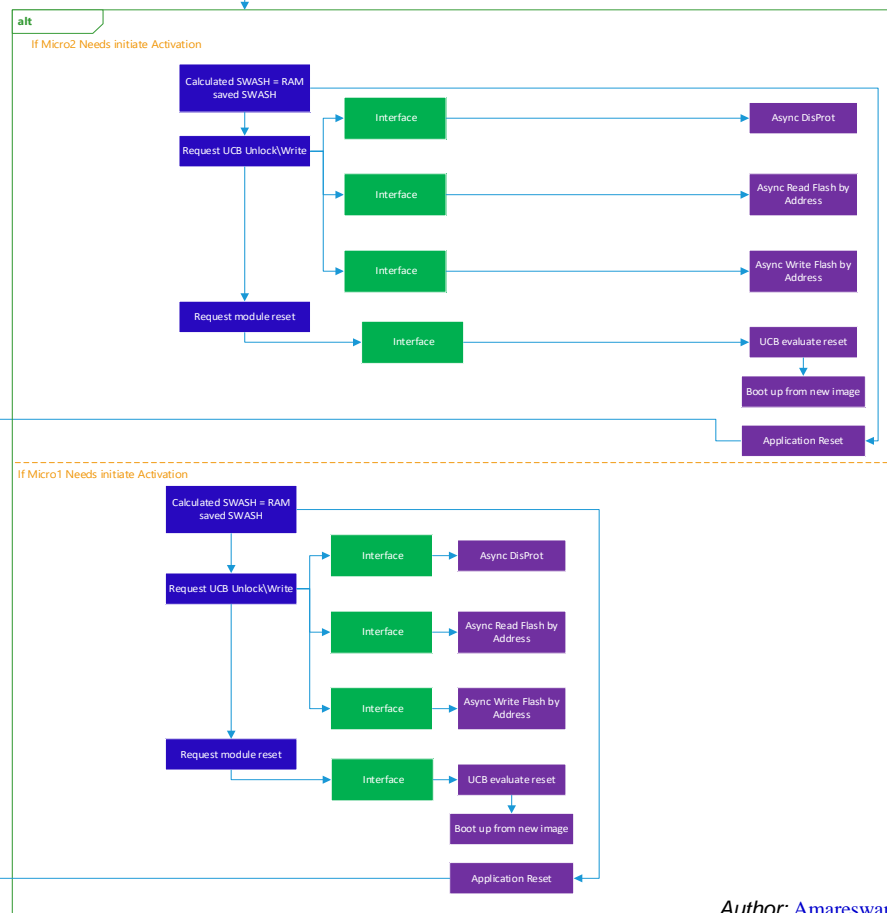 alt
If Micro2 Needs initiate Activation
Calculated SWASH = RAM
saved SWASH
Interface
Async DisProt
Request UCB Unlock\Write
Interface
Async Read Flash by
Address
Interface
Async Write Flash by
Address
Request module reset
Interface
UCB evaluate reset
Boot up from new image
Application Reset
If Micro1 Needs initiate Activation
Calculated SWASH = RAM
saved SWASH
Interface
Async DisProt
Request UCB Unlock\Write
Interface
Async Read Flash by
Address
Interface
Async Write Flash by
Address
Request module reset
Interface
UCB evaluate reset
Boot up from new image
Application Reset
Author: